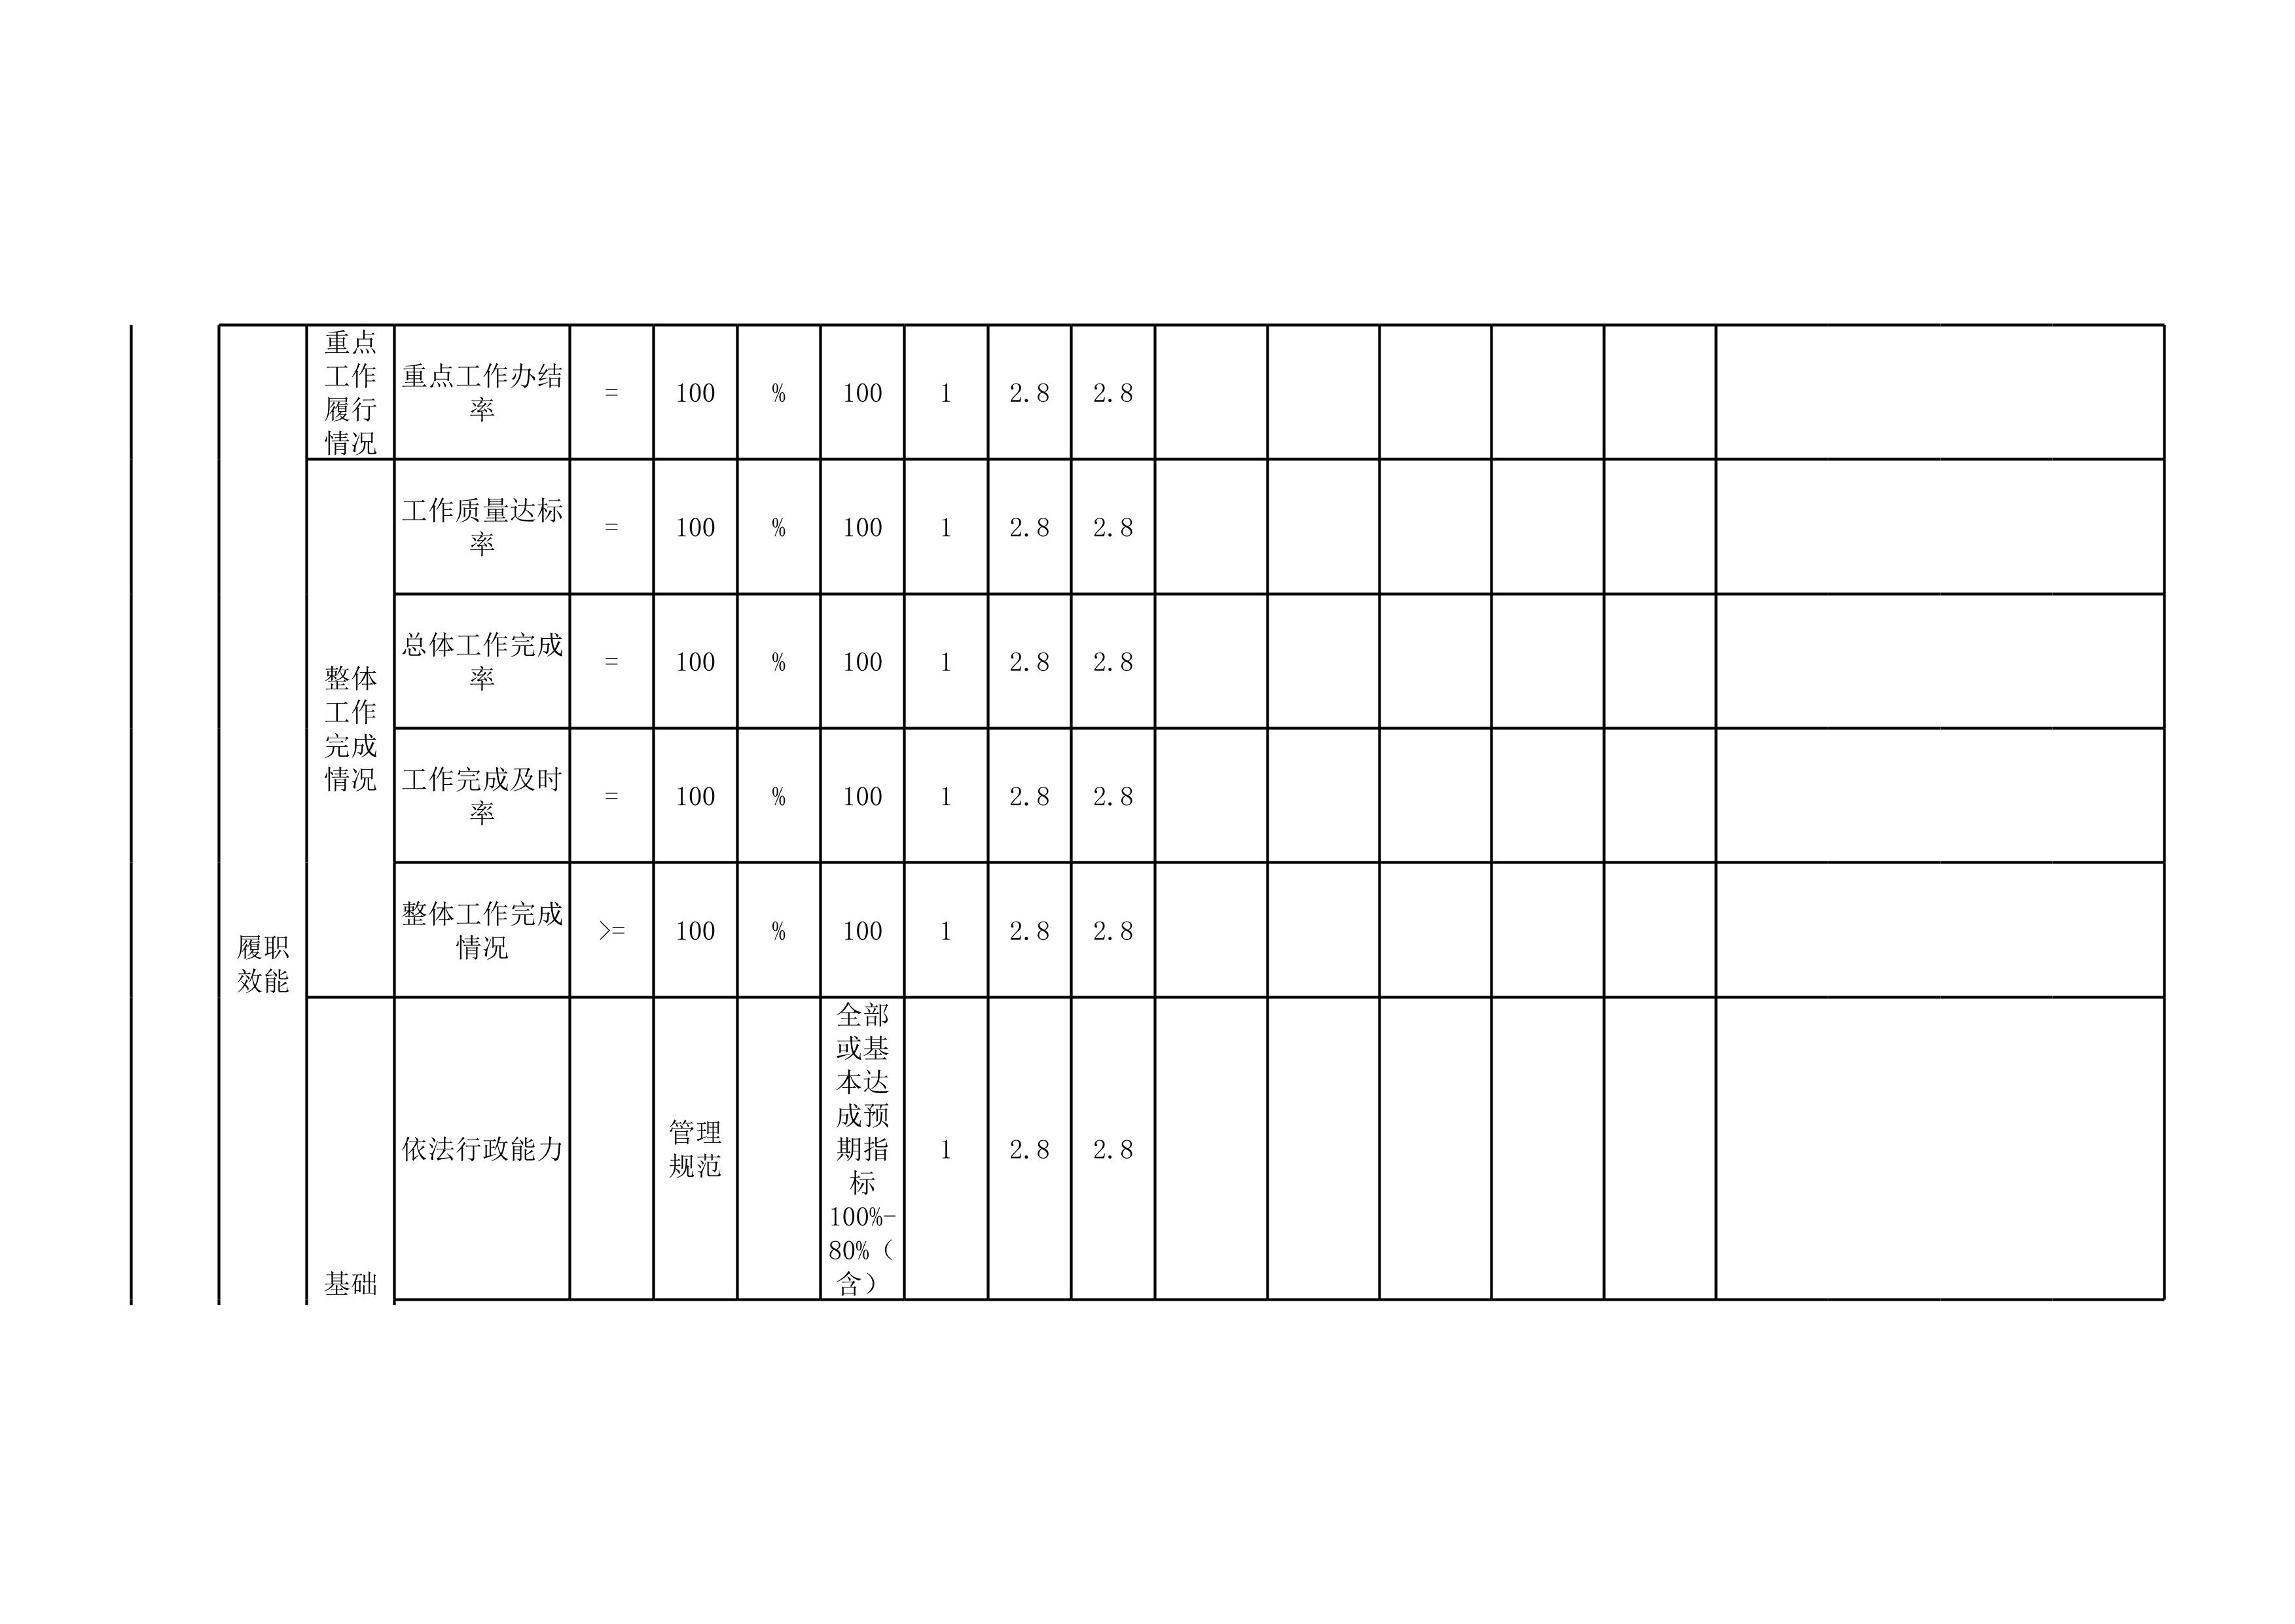 重点
工作
履行
情况
重点工作办结
率
=
100
%
100
1
2.8
2.8
整体
工作
完成
情况
工作质量达标
率
=
100
%
100
1
2.8
2.8
总体工作完成
率
=
100
%
100
1
2.8
2.8
工作完成及时
率
=
100
%
100
1
2.8
2.8
整体工作完成
情况
>=
100
%
100
1
2.8
2.8
履职
效能
基础
依法行政能力
管理
规范
全部
或基
本达
成预
期指
标
100%-
80%（
含）
1
2.8
2.8